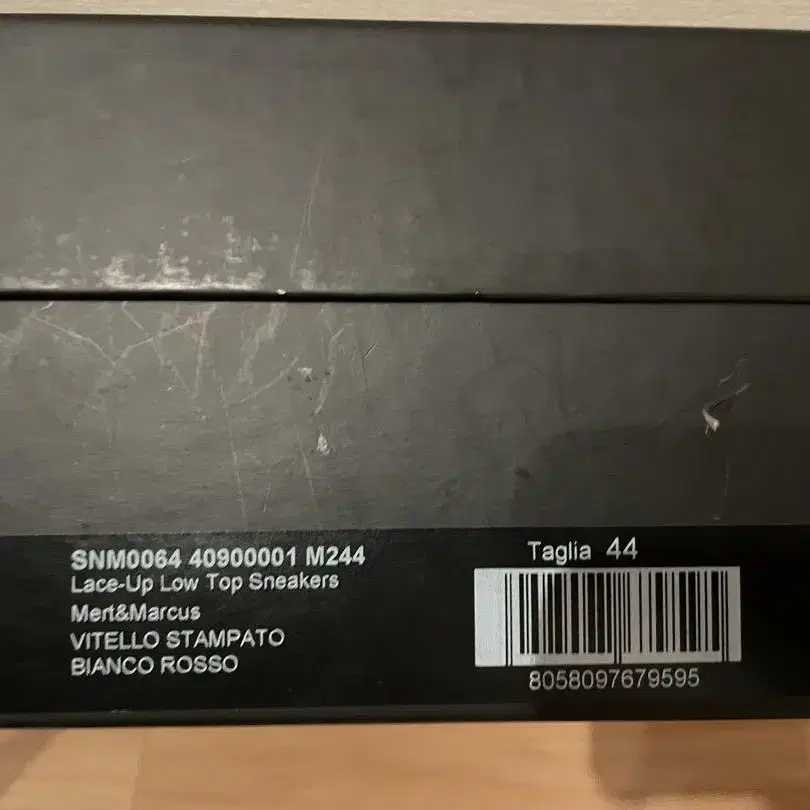 SNM0064 40900001 M244
Lace-Up Low Top Sneakers
Mert&Marcus
VITELLO STAMPATO
BIANCO ROSSO
Taglia 44
8058097679595